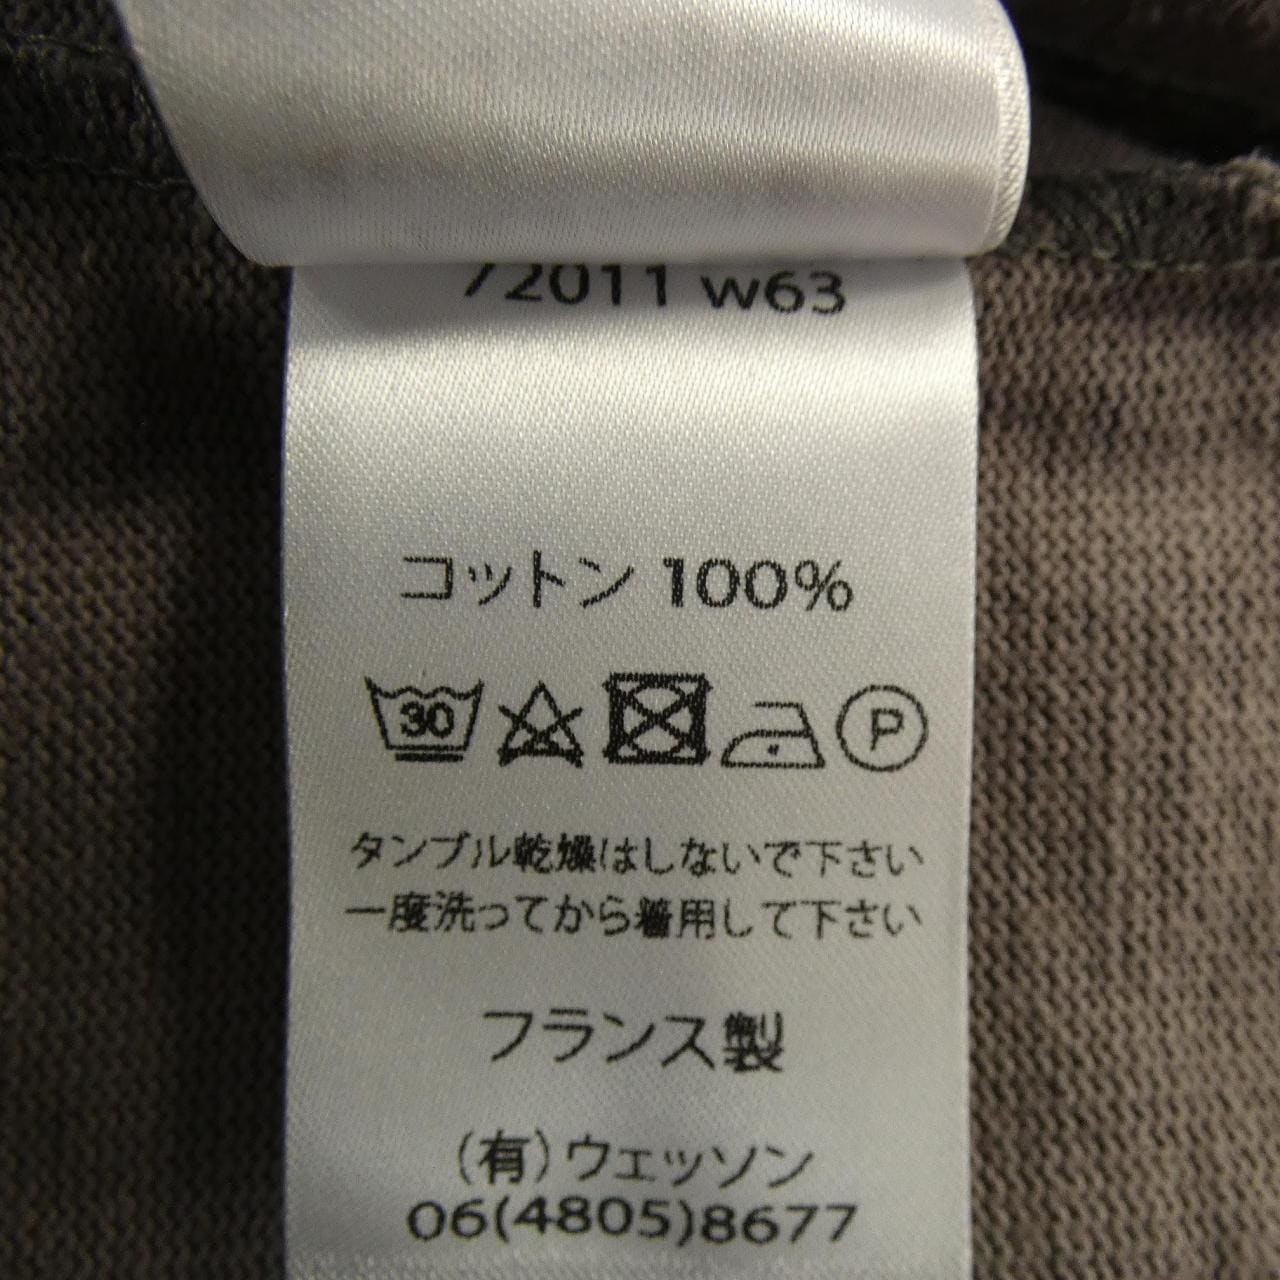 72011 w63
コットン 100%
30 P
タンブル乾燥はしないで下さい
一度洗ってから着用して下さい
フランス製
(有)ウェッソン
06(4805)8677